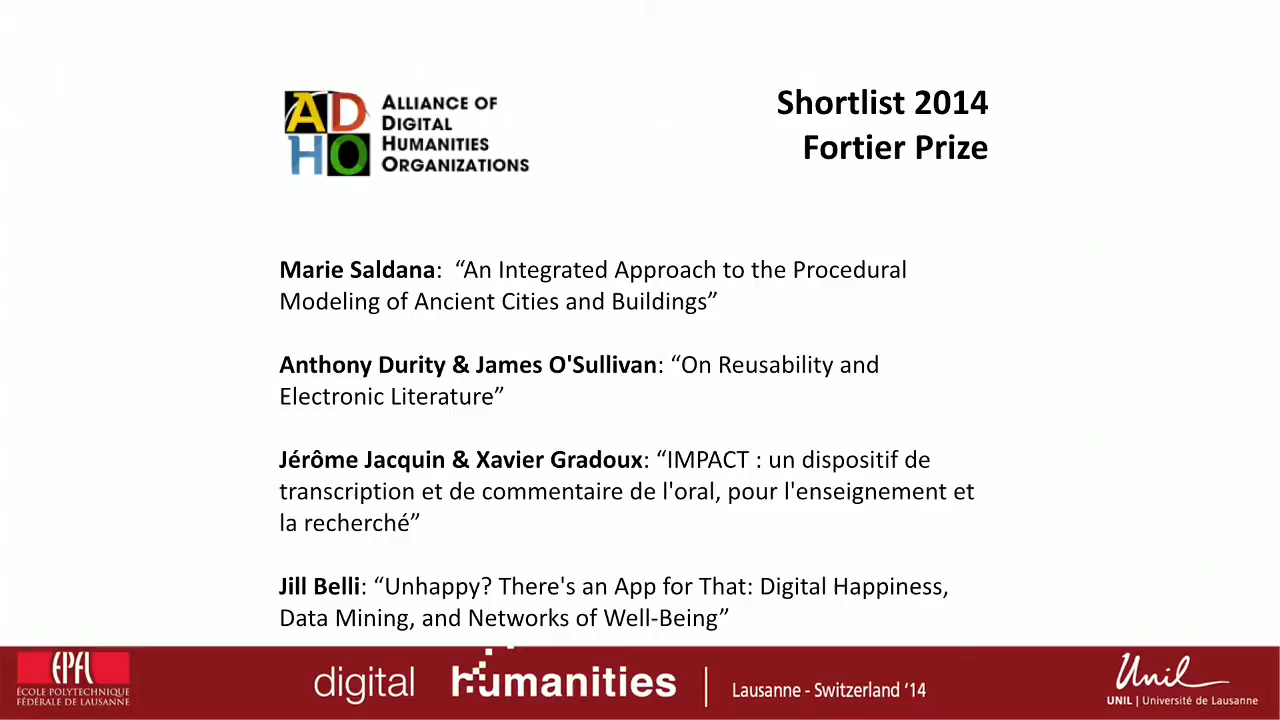 ADHO
ALLIANCE OF
DIGITAL
HUMANITIES
ORGANIZATIONS
Shortlist 2014
Fortier Prize
Marie Saldana:  “An Integrated Approach to the Procedural
Modeling of Ancient Cities and Buildings”
Anthony Durity & James O'Sullivan: “On Reusability and
Electronic Literature”
Jérôme Jacquin & Xavier Gradoux: “IMPACT : un dispositif de
transcription et de commentaire de l'oral, pour l'enseignement et
la recherché”
Jill Belli: “Unhappy? There's an App for That: Digital Happiness,
Data Mining, and Networks of Well-Being”
EPFL
ÉCOLE POLYTECHNIQUE
FÉDÉRALE DE LAUSANNE
digital humanities | Lausanne - Switzerland ’14
Unil
UNIL | Université de Lausanne